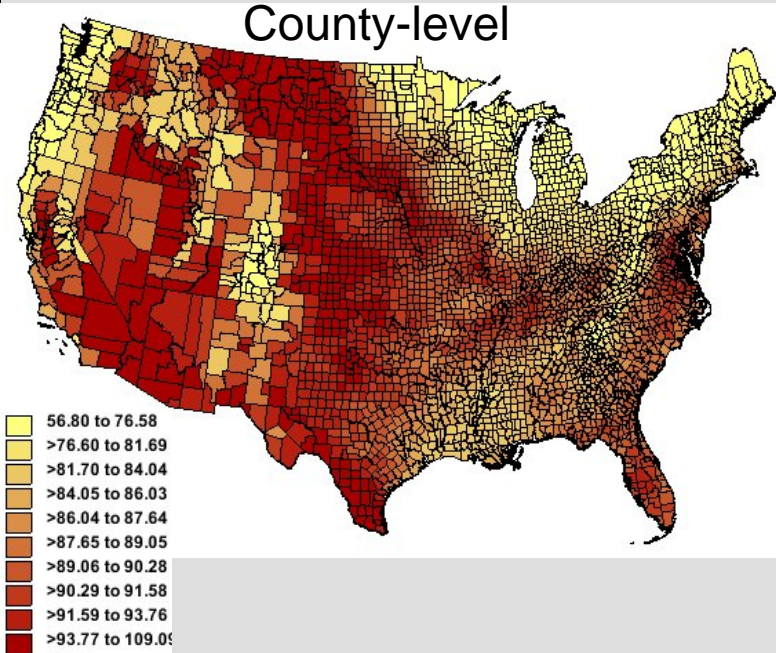 County-level
56.80 to 76.58
>76.60 to 81.69
>81.70 to 84.04
>84.05 to 86.03
>86.04 to 87.64
>87.65 to 89.05
>89.06 to 90.28
>90.29 to 91.58
>91.59 to 93.76
>93.77 to 109.09